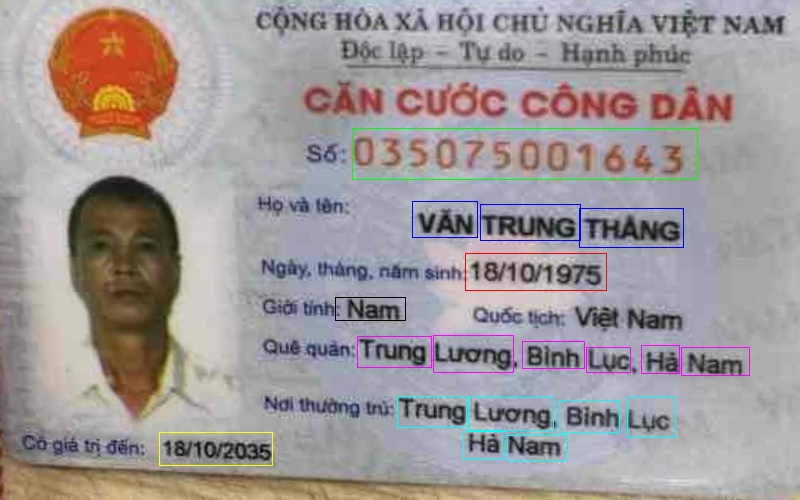 CỘNG HÒA XÃ HỘI CHỦ NGHĨA VIỆT NAM
Độc lập – Tự do – Hạnh phúc
CĂN CƯỚC CÔNG DÂN
Số: 035075001643
Họ và tên:
VĂN TRUNG THẮNG
Ngày, tháng, năm sinh: 18/10/1975
Giới tính: Nam Quốc tịch: Việt Nam
Quê quán: Trung Lương, Bình Lục, Hà Nam
Nơi thường trú: Trung Lương, Bình Lục
Hà Nam
Có giá trị đến: 18/10/2035